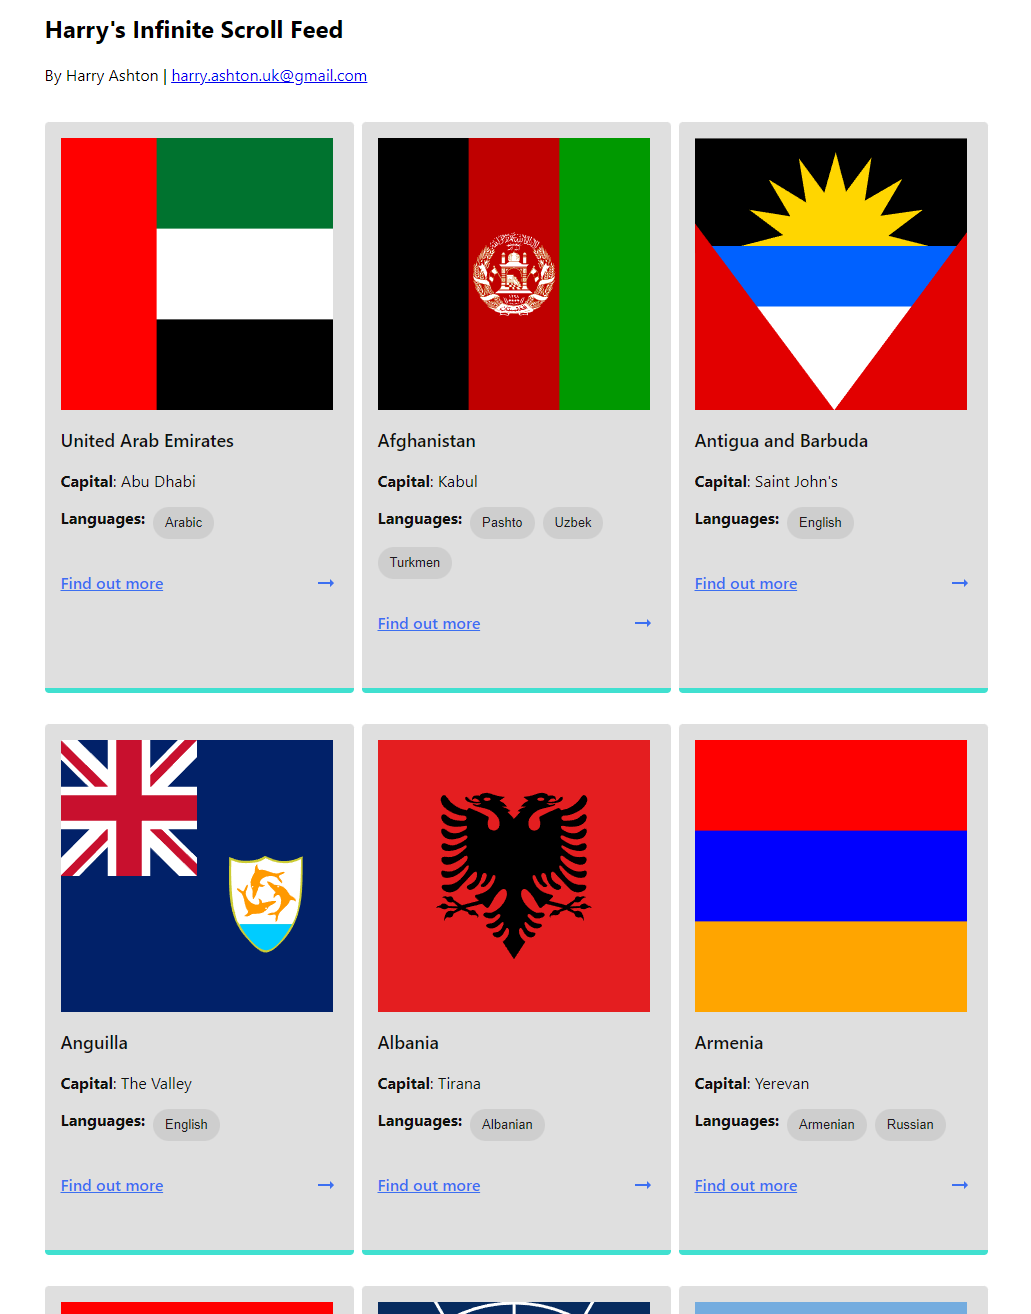 Harry's Infinite Scroll Feed
By Harry Ashton | harry.ashton.uk@gmail.com
United Arab Emirates
Capital: Abu Dhabi
Languages: Arabic
Find out more →
Afghanistan
Capital: Kabul
Languages: Pashto Uzbek
Turkmen
Find out more →
Antigua and Barbuda
Capital: Saint John's
Languages: English
Find out more →
Anguilla
Capital: The Valley
Languages: English
Find out more →
Albania
Capital: Tirana
Languages: Albanian
Find out more →
Armenia
Capital: Yerevan
Languages: Armenian Russian
Find out more →